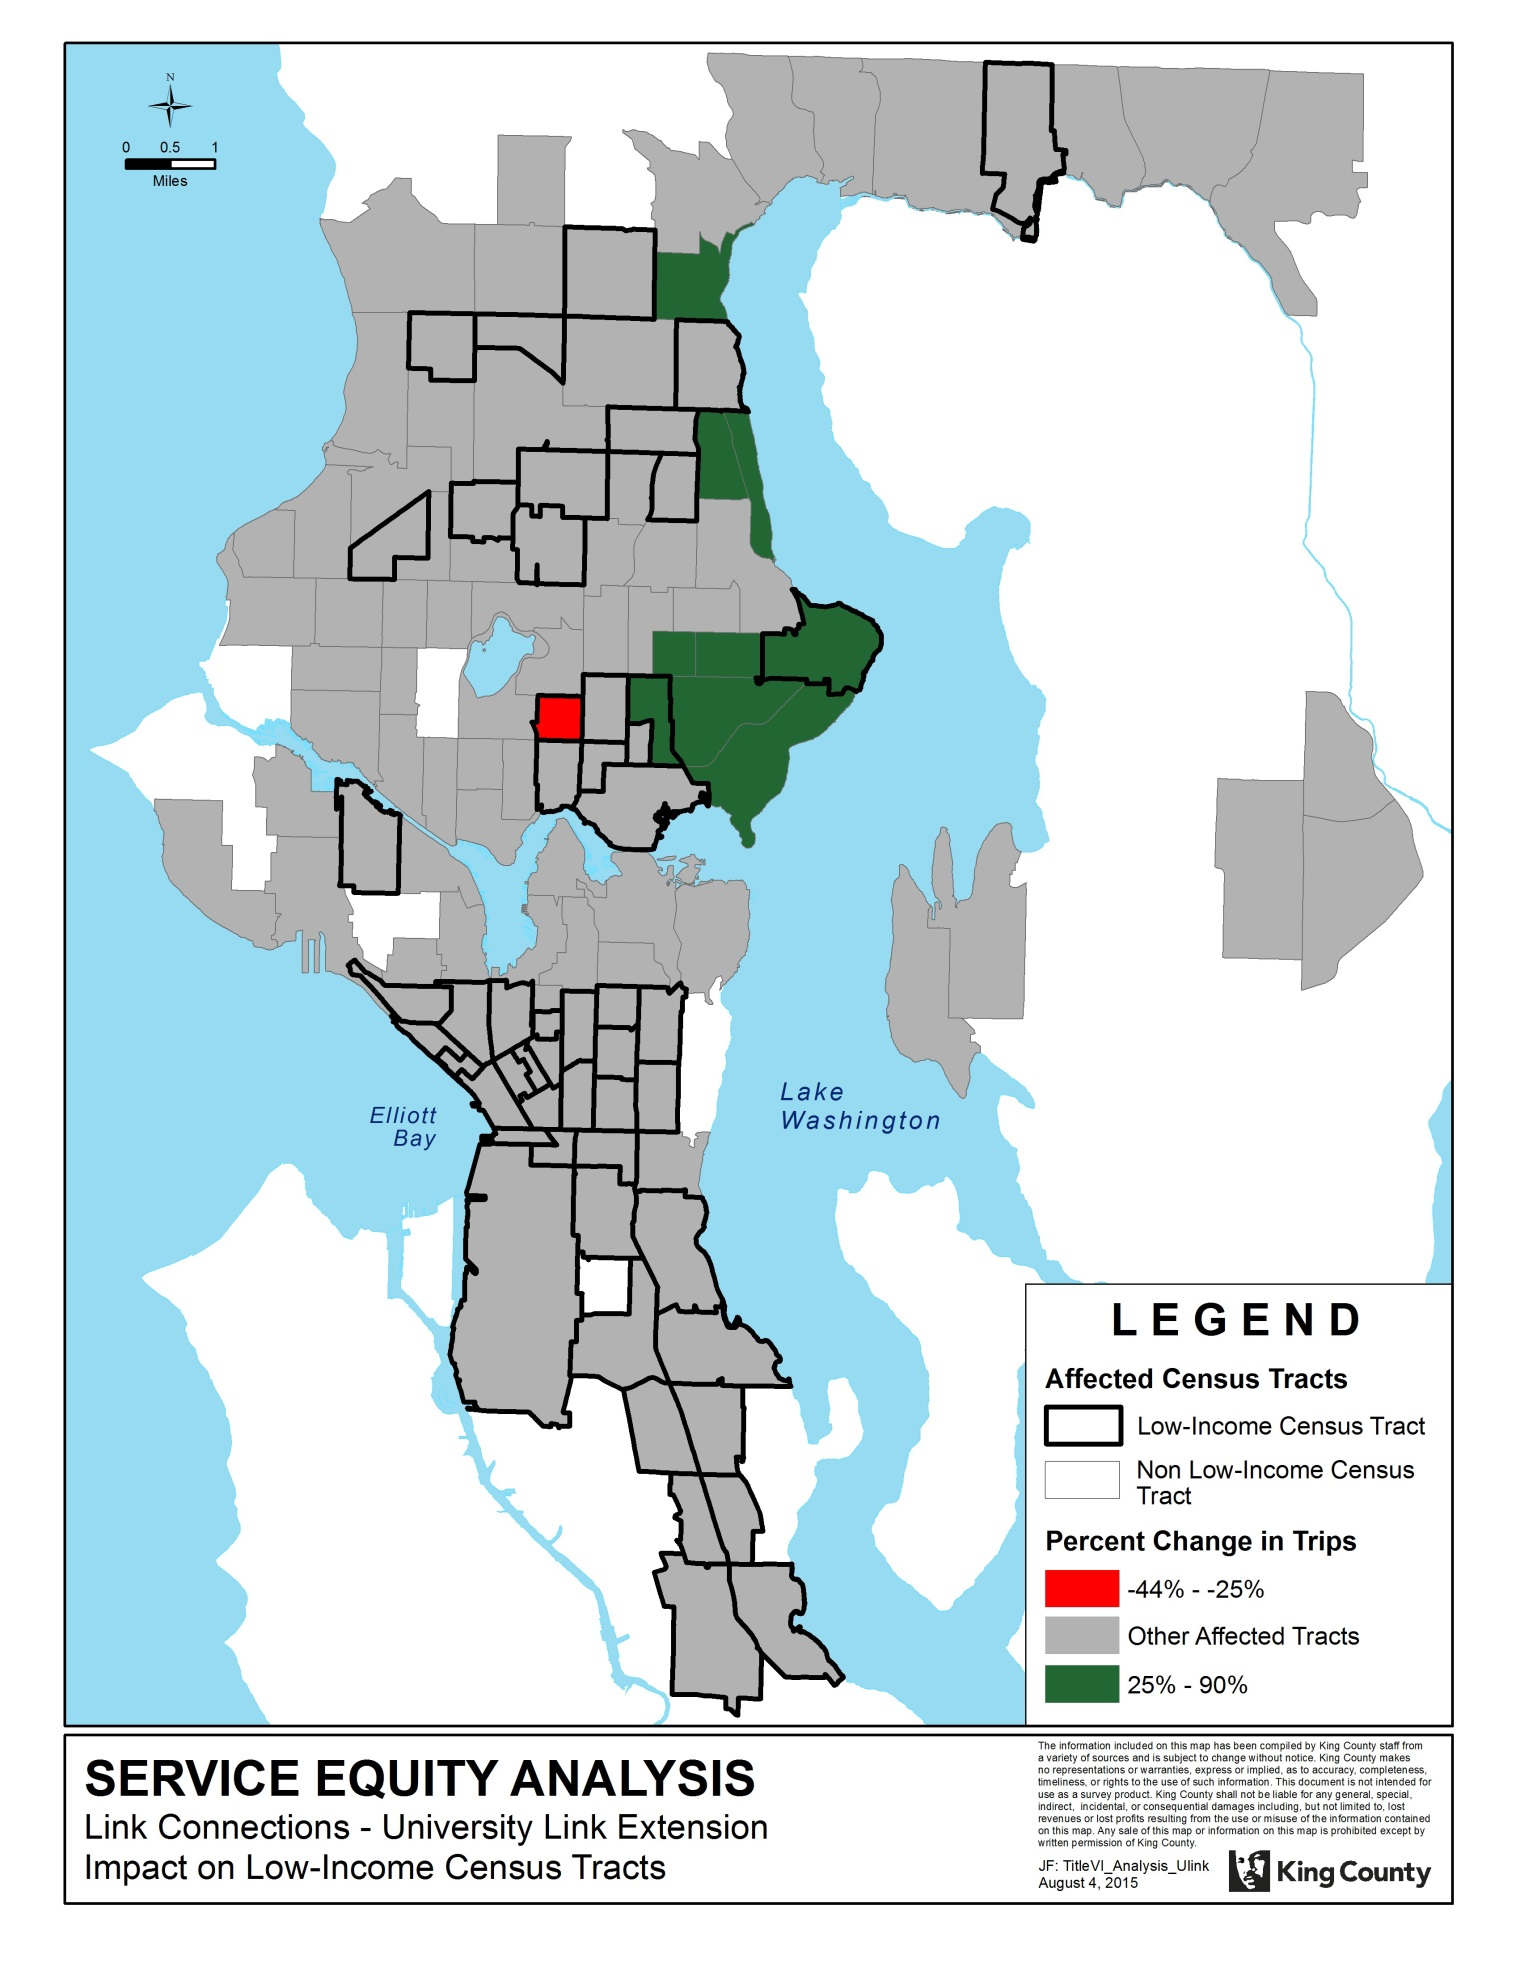 N
0 0.5 1
Miles
Elliott
Bay
Lake
Washington
LEGEND
Affected Census Tracts
Low-Income Census Tract
Non Low-Income Census
Tract
Percent Change in Trips
-44% - -25%
Other Affected Tracts
25% - 90%
SERVICE EQUITY ANALYSIS
Link Connections - University Link Extension
Impact on Low-Income Census Tracts
The information included on this map has been compiled by King County staff from
a variety of sources and is subject to change without notice. King County makes
no representations or warranties, express or implied, as to accuracy, completeness,
timeliness, or rights to the use of such information. This document is not intended for
use as a survey product. King County shall not be liable for any general, special,
indirect, incidental, or consequential damages including, but not limited to, lost
revenues or lost profits resulting from the use or misuse of the information contained
on this map. Any sale of this map or information on this map is prohibited except by
written permission of King County.
JF: TitleVI_Analysis_Ulink
August 4, 2015
King County